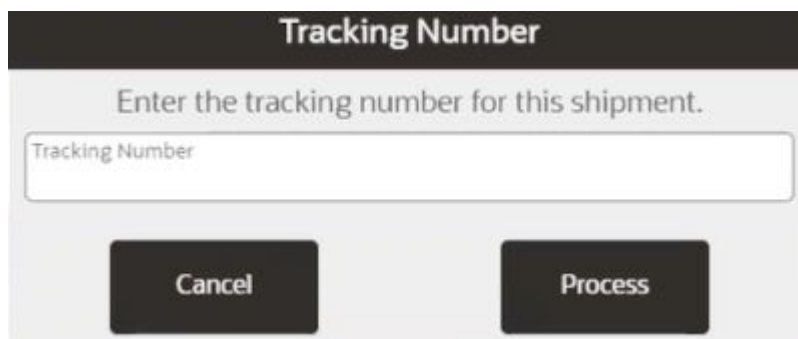 Tracking Number
Enter the tracking number for this shipment.
Tracking Number
Cancel
Process